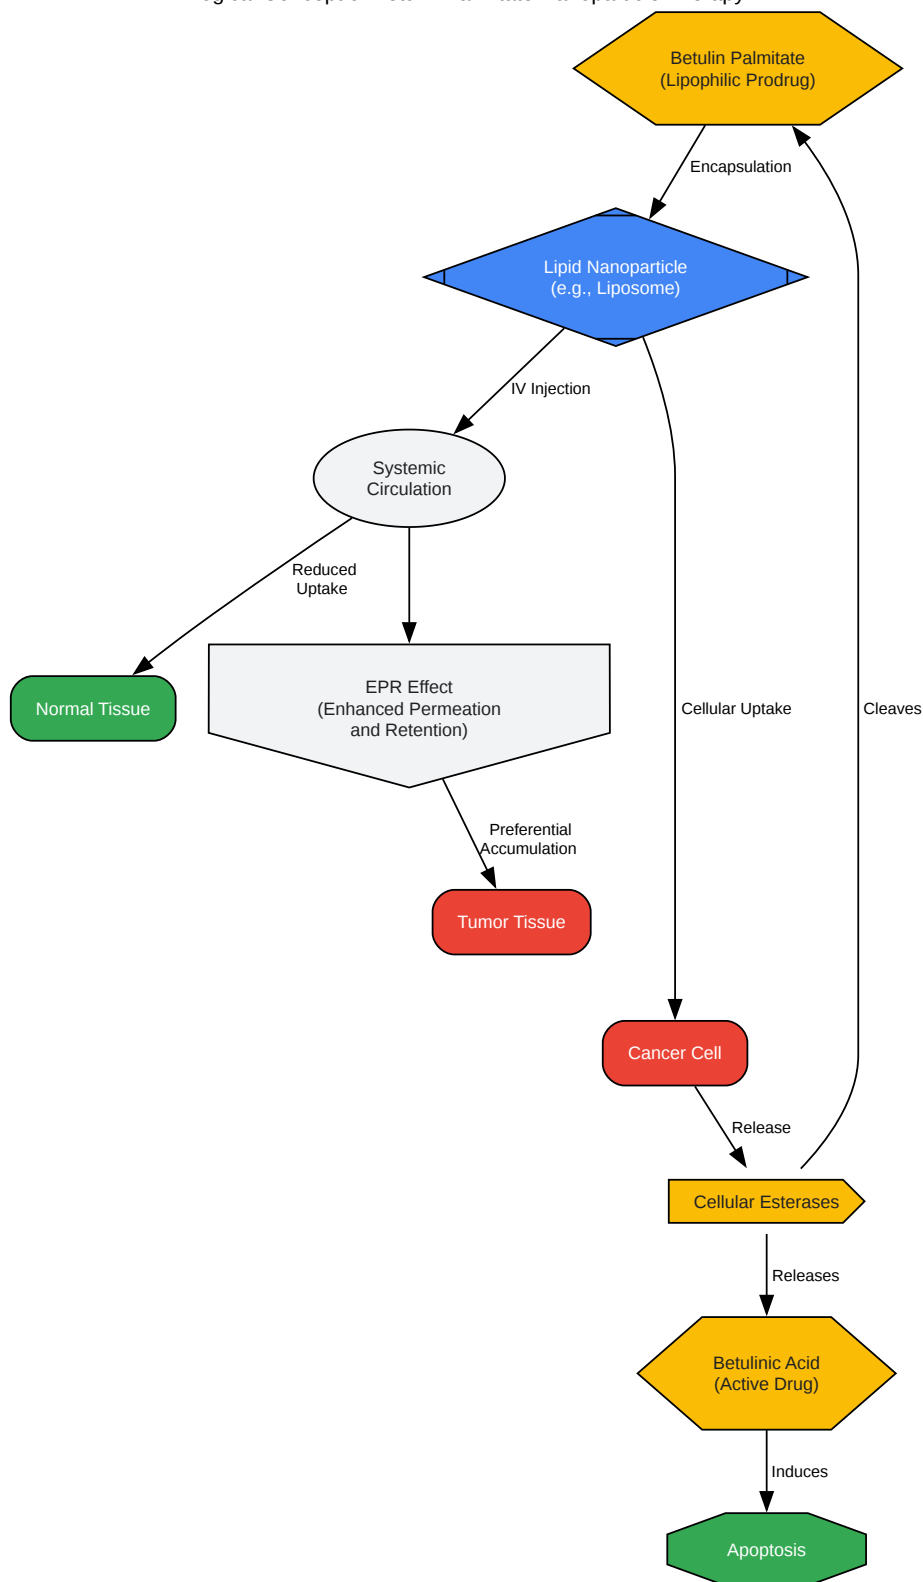 Betulin Palmitate
(Lipophilic Prodrug)
Encapsulation
Lipid Nanoparticle
(e.g., Liposome)
IV Injection
Systemic
Circulation
Reduced
Uptake
EPR Effect
(Enhanced Permeation
and Retention)
Normal Tissue
Cellular Uptake
Cleaves
Preferential
Accumulation
Tumor Tissue
Cancer Cell
Release
Cellular Esterases
Releases
Betulinic Acid
(Active Drug)
Induces
Apoptosis